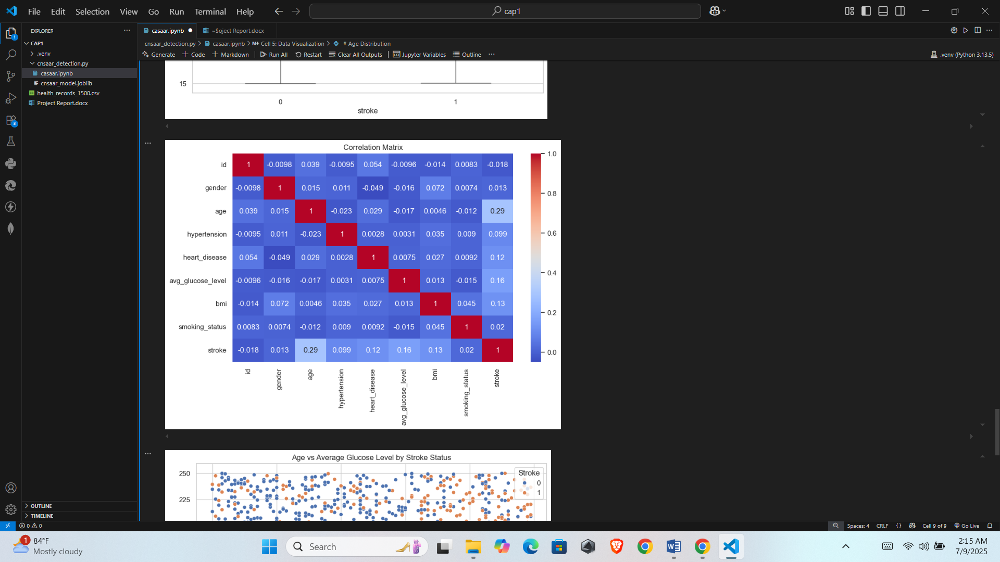 File Edit Selection View Go Run Terminal Help
cap1
EXPLORER
CAP1
.venv
cnsaar_detection.py
casaar.ipynb
cnsaar_model.joblib
health_records_1500.csv
Project Report.docx
OUTLINE
TIMELINE
casaar.ipynb
~$oject Report.docx
cnsaar_detection.py > casaar.ipynb > M↓ Cell 5: Data Visualization > # Age Distribution
Generate + Code + Markdown | Run All Restart Clear All Outputs | Jupyter Variables Outline ...
.venv (Python 3.13.5)
15
0 1
stroke
Correlation Matrix
id 1 -0.0098 0.039 -0.0095 0.054 -0.0096 -0.014 0.0083 -0.018
gender -0.0098 1 0.015 0.011 -0.049 -0.016 0.072 0.0074 0.013
age 0.039 0.015 1 -0.023 0.029 -0.017 0.0046 -0.012 0.29
hypertension -0.0095 0.011 -0.023 1 0.0028 0.0031 0.035 0.009 0.099
heart_disease 0.054 -0.049 0.029 0.0028 1 0.0075 0.027 0.0092 0.12
avg_glucose_level -0.0096 -0.016 -0.017 0.0031 0.0075 1 0.013 -0.015 0.16
bmi -0.014 0.072 0.0046 0.035 0.027 0.013 1 0.045 0.13
smoking_status 0.0083 0.0074 -0.012 0.009 0.0092 -0.015 0.045 1 0.02
stroke -0.018 0.013 0.29 0.099 0.12 0.16 0.13 0.02 1
id gender age hypertension heart_disease avg_glucose_level bmi smoking_status stroke
1.0
0.8
0.6
0.4
0.2
0.0
Age vs Average Glucose Level by Stroke Status
250
225
Stroke
0
1
0 0
Spaces: 4 CRLF {} Cell 9 of 9 Go Live
1
3
1
84°F
Mostly cloudy
Search
2:15 AM
7/9/2025